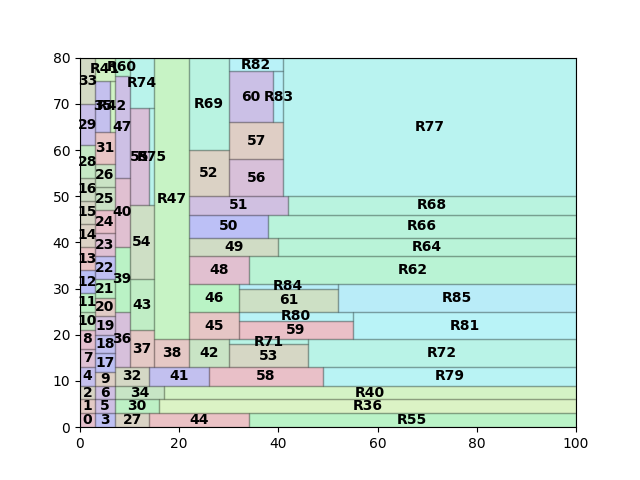 80
70
60
50
40
30
20
10
0
0 20 40 60 80 100
33 R41 R60 R74 R82
R69 60 R83
29 R42 47 R77
31 57
28 R75
26 52 56
16 25 R47
15 40 51 R68
14 24 50 R66
23 54 49 R64
13 22 39 48 R62
12 21 R84
11 20 43 46 61 R85
10 19 45 R80 R81
59
8 18 36 37 38 42 R71 R72
7 17 53
4 9 32 41 58 R79
2 6 34 R40
1 5 30 R36
0 3 27 44 R55